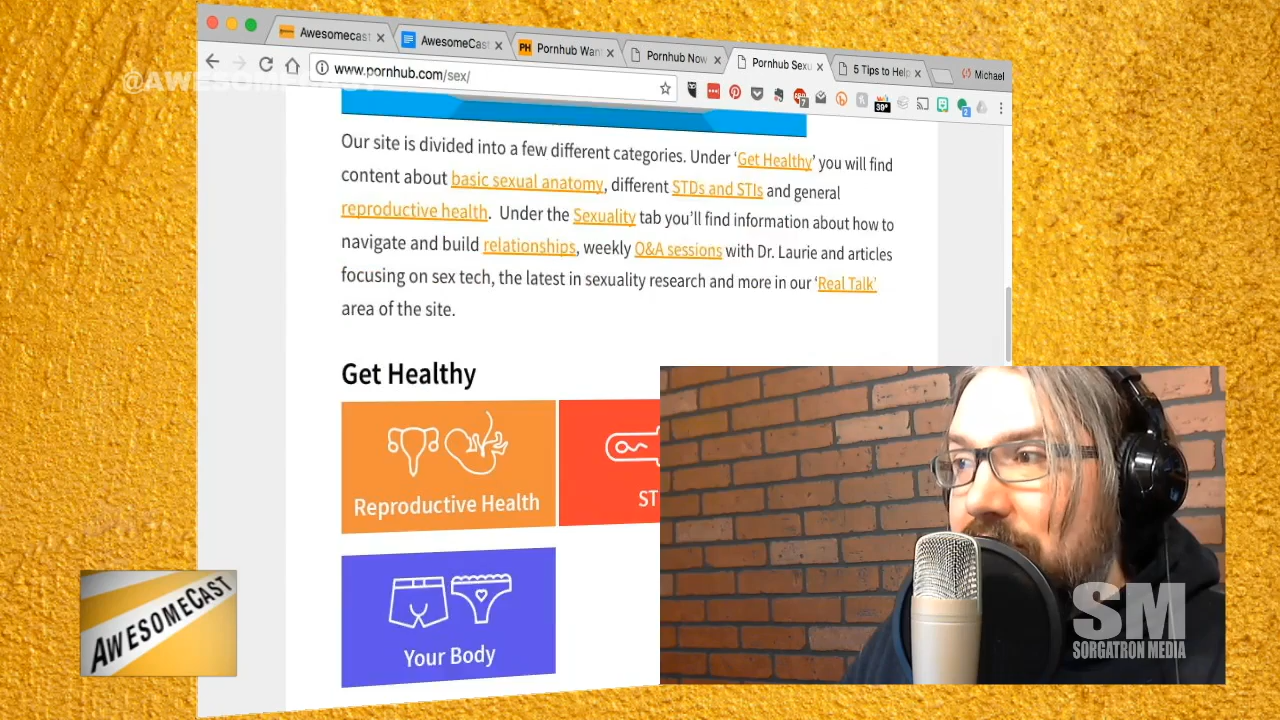 Awesomecast
AwesomeCas
PH Pornhub Wan
Pornhub Now
Pornhub Sexu
5 Tips to Help
Michael
www.pornhub.com/sex/
7
39°
2
@AWESOMECAST
Our site is divided into a few different categories. Under ‘Get Healthy’ you will find
content about basic sexual anatomy, different STDs and STIs and general
reproductive health. Under the Sexuality tab you’ll find information about how to
navigate and build relationships, weekly Q&A sessions with Dr. Laurie and articles
focusing on sex tech, the latest in sexuality research and more in our ‘Real Talk’
area of the site.
Get Healthy
Reproductive Health
ST
Your Body
AWESOMECAST
SM
SORGATRON MEDIA